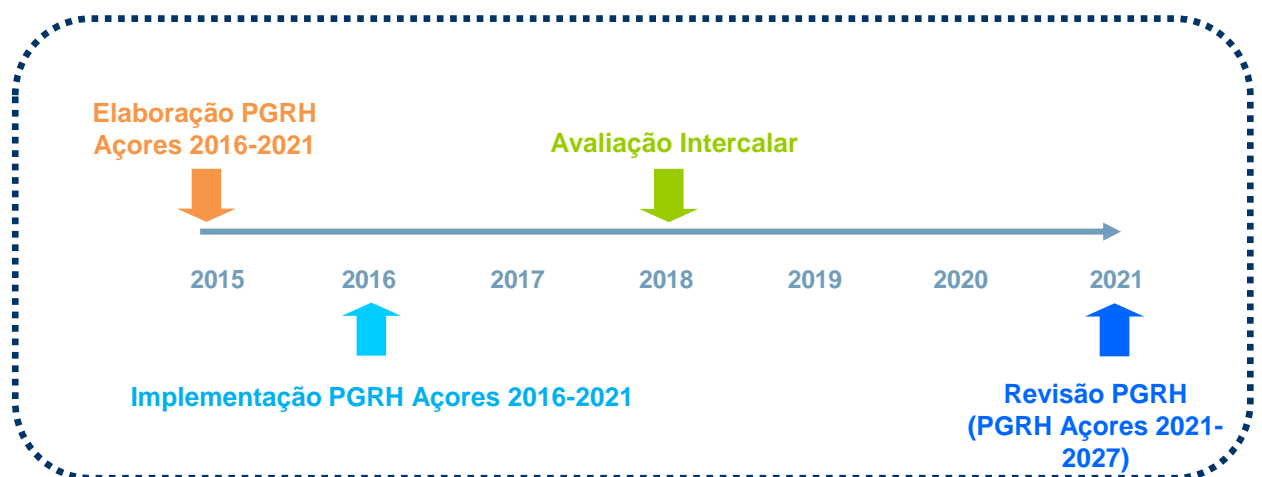 Elaboração PGRH
Açores 2016-2021
Avaliação Intercalar
2015 2016 2017 2018 2019 2020 2021
Implementação PGRH Açores 2016-2021
Revisão PGRH
(PGRH Açores 2021-
2027)